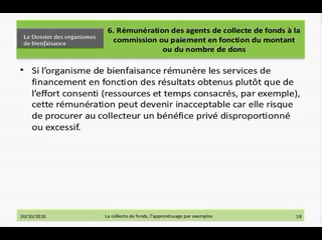 Le Dossier des organismes
de bienfaisance
6. Rémunération des agents de collecte de fonds à la
commission ou paiement en fonction du montant
ou du nombre de dons
• Si l'organisme de bienfaisance rémunère les services de
financement en fonction des résultats obtenus plutôt que de
l'effort consenti (ressources et temps consacrés, par exemple),
cette rémunération peut devenir inacceptable car elle risque
de procurer au collecteur un bénéfice privé disproportionné
ou excessif.
20/10/2010
La collecte de fonds, l'apprentissage par exemples
18